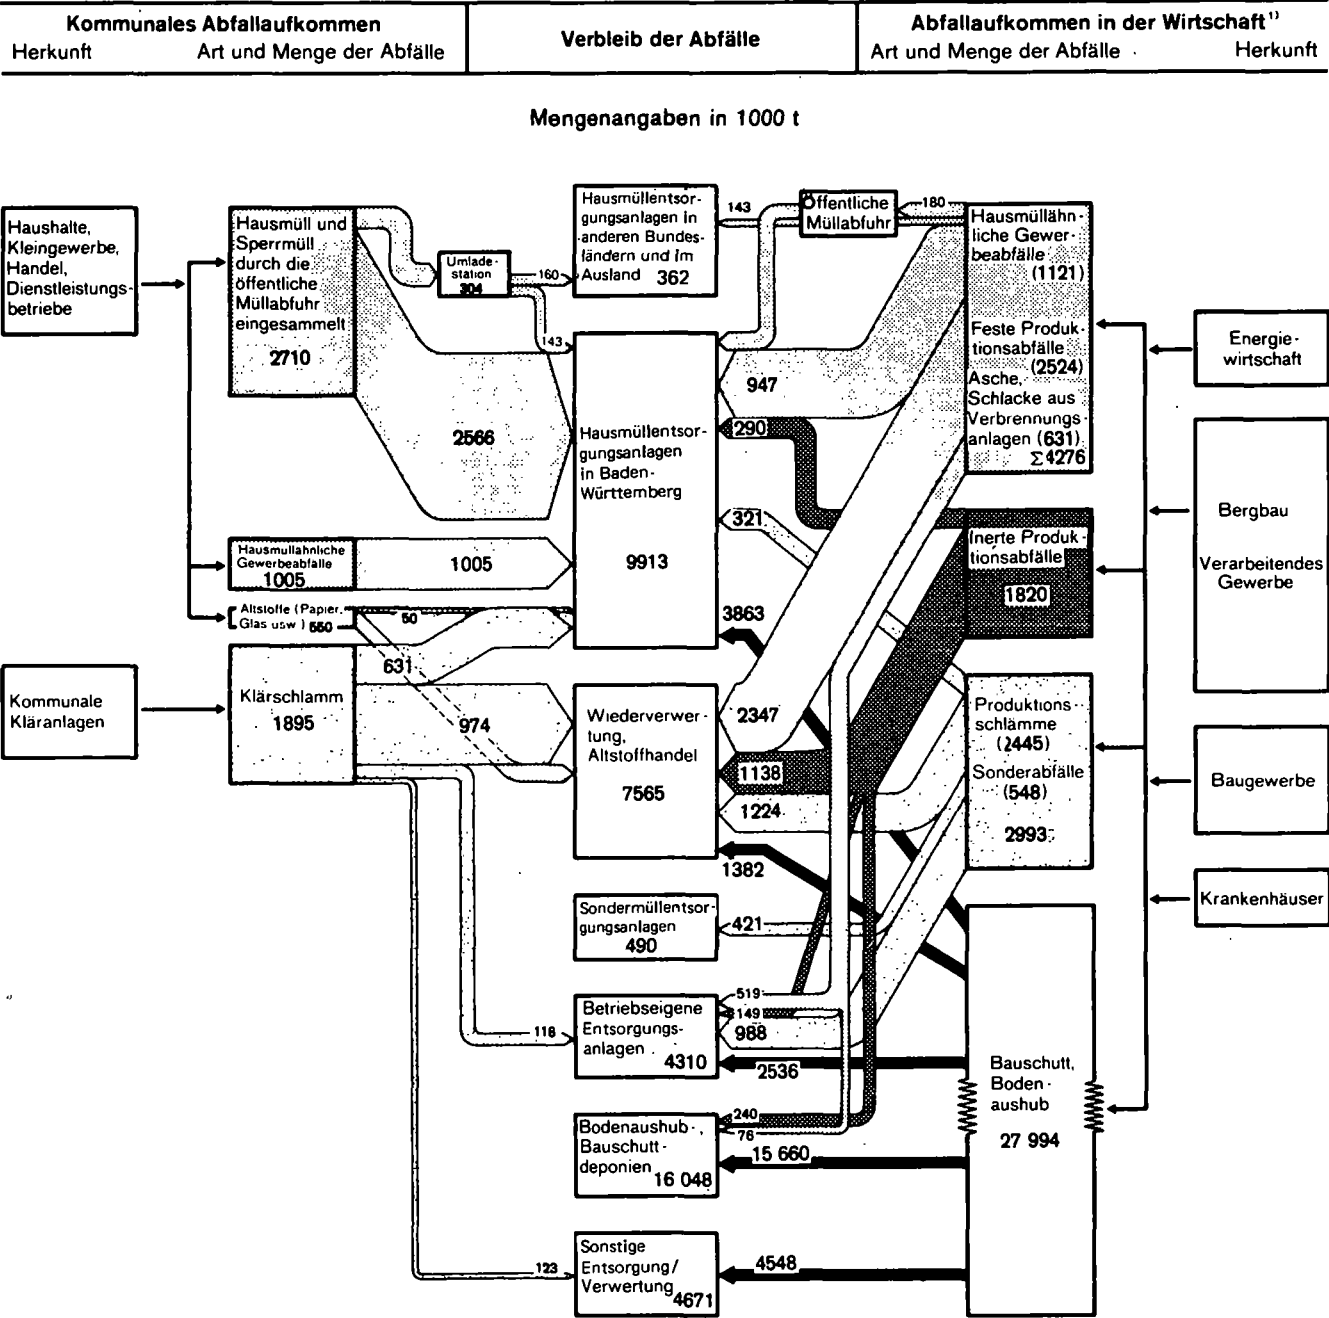 Kommunales Abfallaufkommen
Herkunft Art und Menge der Abfälle
Verbleib der Abfälle
Abfallaufkommen in der Wirtschaft¹⁾
Art und Menge der Abfälle Herkunft
Mengenangaben in 1000 t
Haushalte,
Kleingewerbe,
Handel,
Dienstleistungs-
betriebe
Kommunale
Kläranlagen
Hausmüll und
Sperrmüll
durch die
öffentliche
Müllabfuhr
eingesammelt
2710
Hausmullähnliche
Gewerbeabfälle
1005
Altstoffe (Papier,
Glas usw.) 550
Klärschlamm
1895
Umlade-
station
304
160
143
2566
1005
50
631
974
118
123
Hausmüllentsor-
gungsanlagen in
anderen Bundes-
ländern und im
Ausland 362
Hausmüllentsor-
gungsanlagen
in Baden-
Württemberg
9913
Wiederverwer-
tung,
Altstoffhandel
7565
Sondermüllentsor-
gungsanlagen
490
Betriebseigene
Entsorgungs-
anlagen
4310
Bodenaushub-,
Bauschutt-
deponien
16 048
Sonstige
Entsorgung/
Verwertung
4671
143
Öffentliche
Müllabfuhr
180
947
290
321
3863
2347
1138
1224
1382
421
519
149
988
2536
240
76
15 660
4548
Hausmüllähn-
liche Gewer-
beabfälle
(1121)
Feste Produk-
tionsabfälle
(2524)
Asche,
Schlacke aus
Verbrennungs-
anlagen (631)
Σ4276
Inerte Produk-
tionsabfälle
1820
Produktions-
schlämme
(2445)
Sonderabfälle
(548)
2993
Bauschutt,
Boden-
aushub
27 994
Energie-
wirtschaft
Bergbau
Verarbeitendes
Gewerbe
Baugewerbe
Krankenhäuser